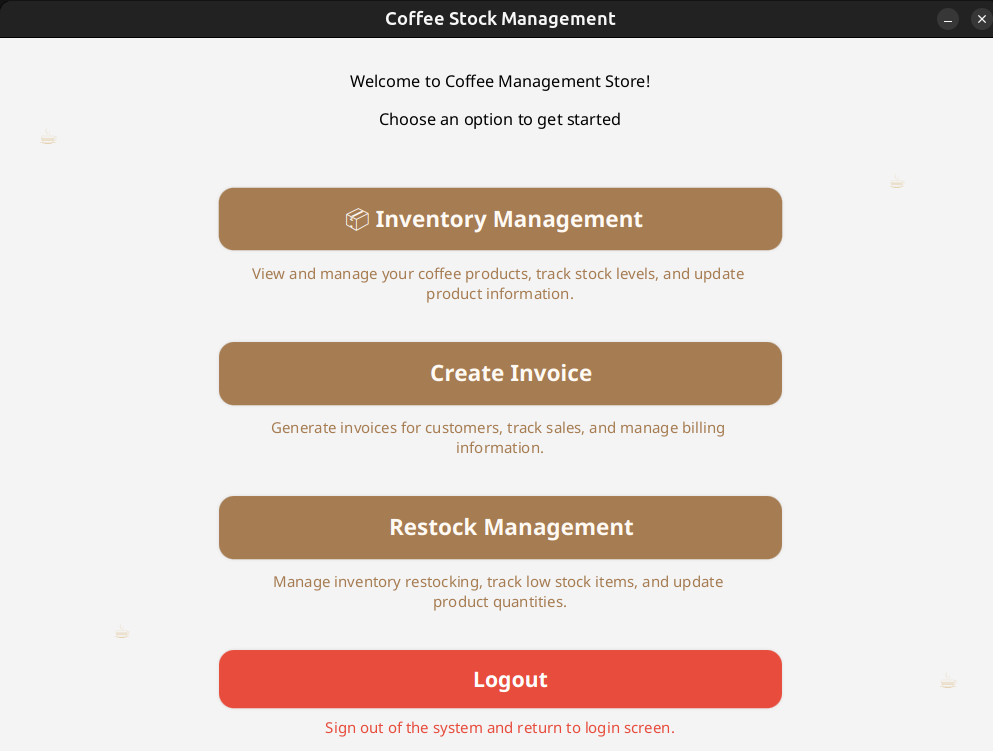 Coffee Stock Management
Welcome to Coffee Management Store!
Choose an option to get started
📦 Inventory Management
View and manage your coffee products, track stock levels, and update
product information.
Create Invoice
Generate invoices for customers, track sales, and manage billing
information.
Restock Management
Manage inventory restocking, track low stock items, and update
product quantities.
Logout
Sign out of the system and return to login screen.